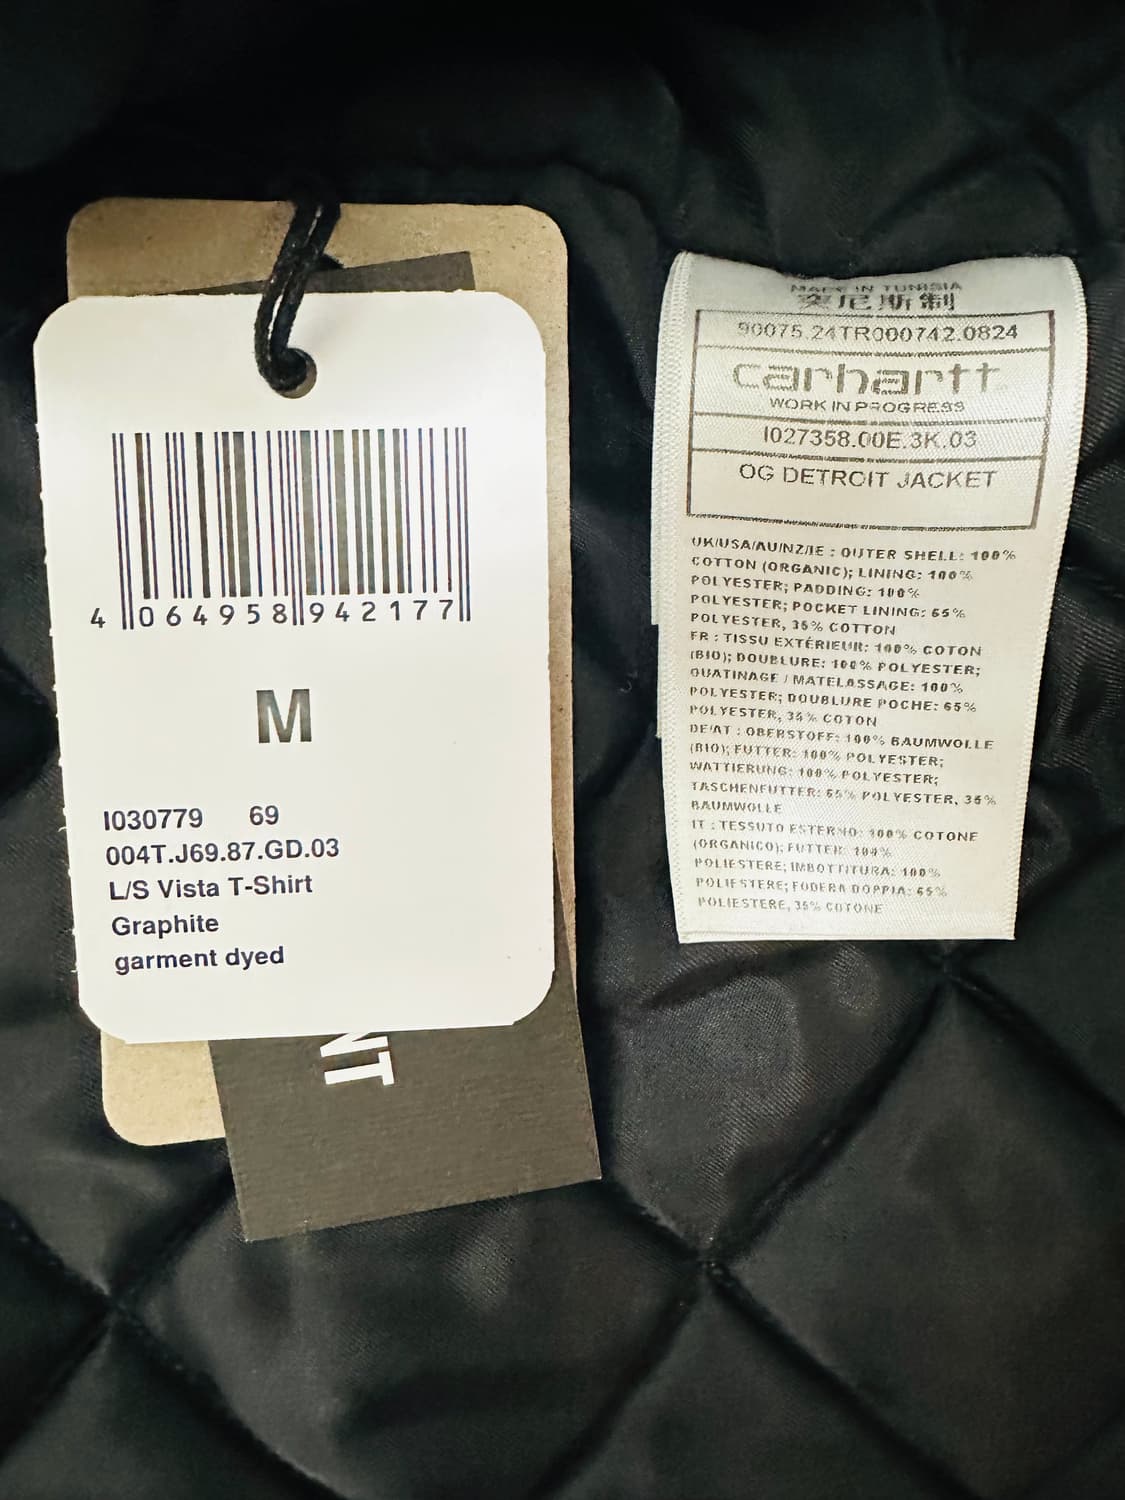 4 064958 942177
M
I030779 69
004T.J69.87.GD.03
L/S Vista T-Shirt
Graphite
garment dyed
NT
MADE IN TUNISIA
突尼斯制
90075.24TR000742.0824
carhartt
WORK IN PROGRESS
I027358.00E.3K.03
OG DETROIT JACKET
UK/USA/AU/NZ/IE : OUTER SHELL: 100%
COTTON (ORGANIC); LINING: 100%
POLYESTER; PADDING: 100%
POLYESTER; POCKET LINING: 65%
POLYESTER, 35% COTTON
FR : TISSU EXTÉRIEUR: 100% COTON
(BIO); DOUBLURE: 100% POLYESTER;
OUATINAGE / MATELASSAGE: 100%
POLYESTER; DOUBLURE POCHE: 65%
POLYESTER, 35% COTON
DE/AT : OBERSTOFF: 100% BAUMWOLLE
(BIO); FUTTER: 100% POLYESTER;
WATTIERUNG: 100% POLYESTER;
TASCHENFUTTER: 65% POLYESTER, 35%
BAUMWOLLE
IT : TESSUTO ESTERNO: 100% COTONE
(ORGANICO); FUTTER: 100%
POLIESTERE; IMBOTTITURA: 100%
POLIESTERE; FODERA DOPPIA: 65%
POLIESTERE, 35% COTONE